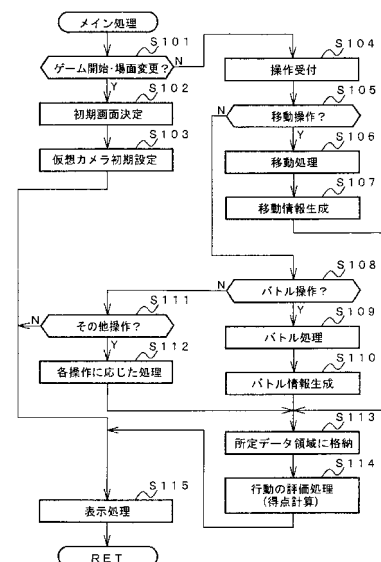 メイン処理
S101
ゲーム開始・場面変更?
N
Y
S102
初期画面決定
S103
仮想カメラ初期設定
S104
操作受付
S105
移動操作?
N
Y
S106
移動処理
S107
移動情報生成
S108
バトル操作?
N
Y
S109
バトル処理
S110
バトル情報生成
S111
その他操作?
N
Y
S112
各操作に応じた処理
S113
所定データ領域に格納
S114
行動の評価処理
(得点計算)
S115
表示処理
RET